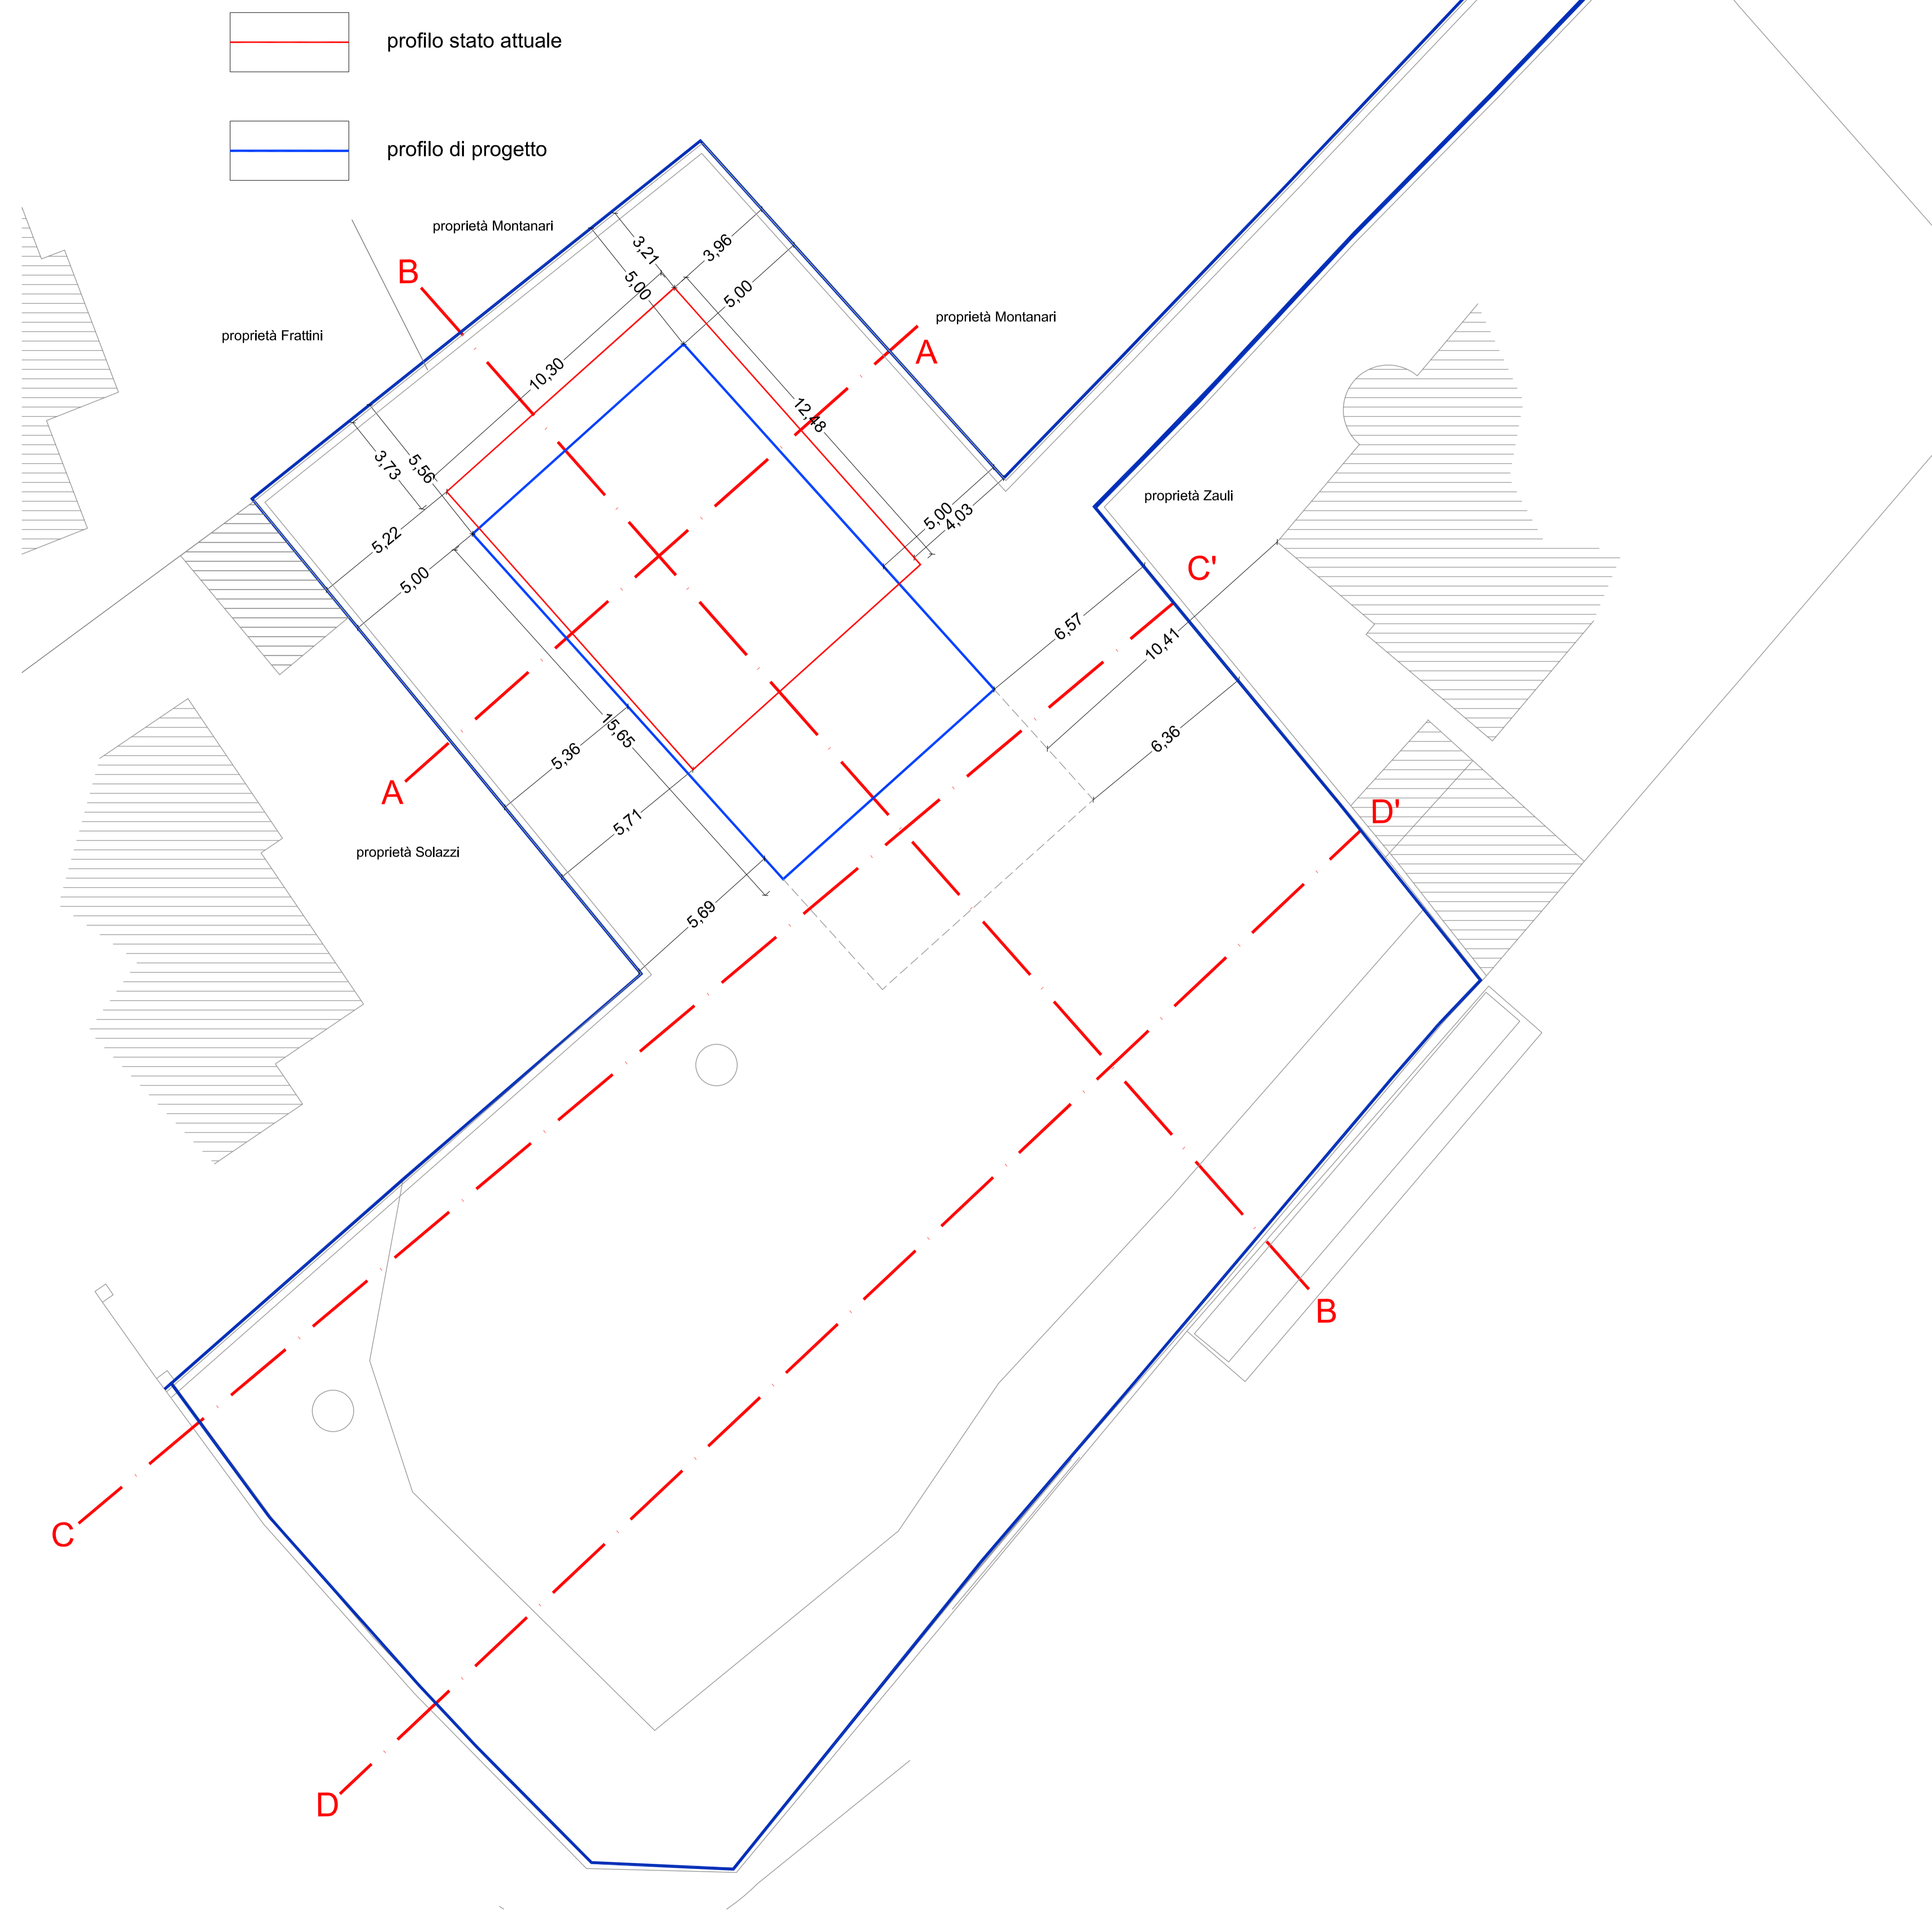 profilo stato attuale
profilo di progetto
proprietà Montanari
B
proprietà Frattini
3,21
3,96
5,00
5,00
proprietà Montanari
A
10,30
12,48
3,73
5,56
5,00
4,03
proprietà Zauli
5,22
5,00
C'
6,57
10,41
15,65
5,36
6,36
A
D'
5,71
proprietà Solazzi
5,69
B
C
D